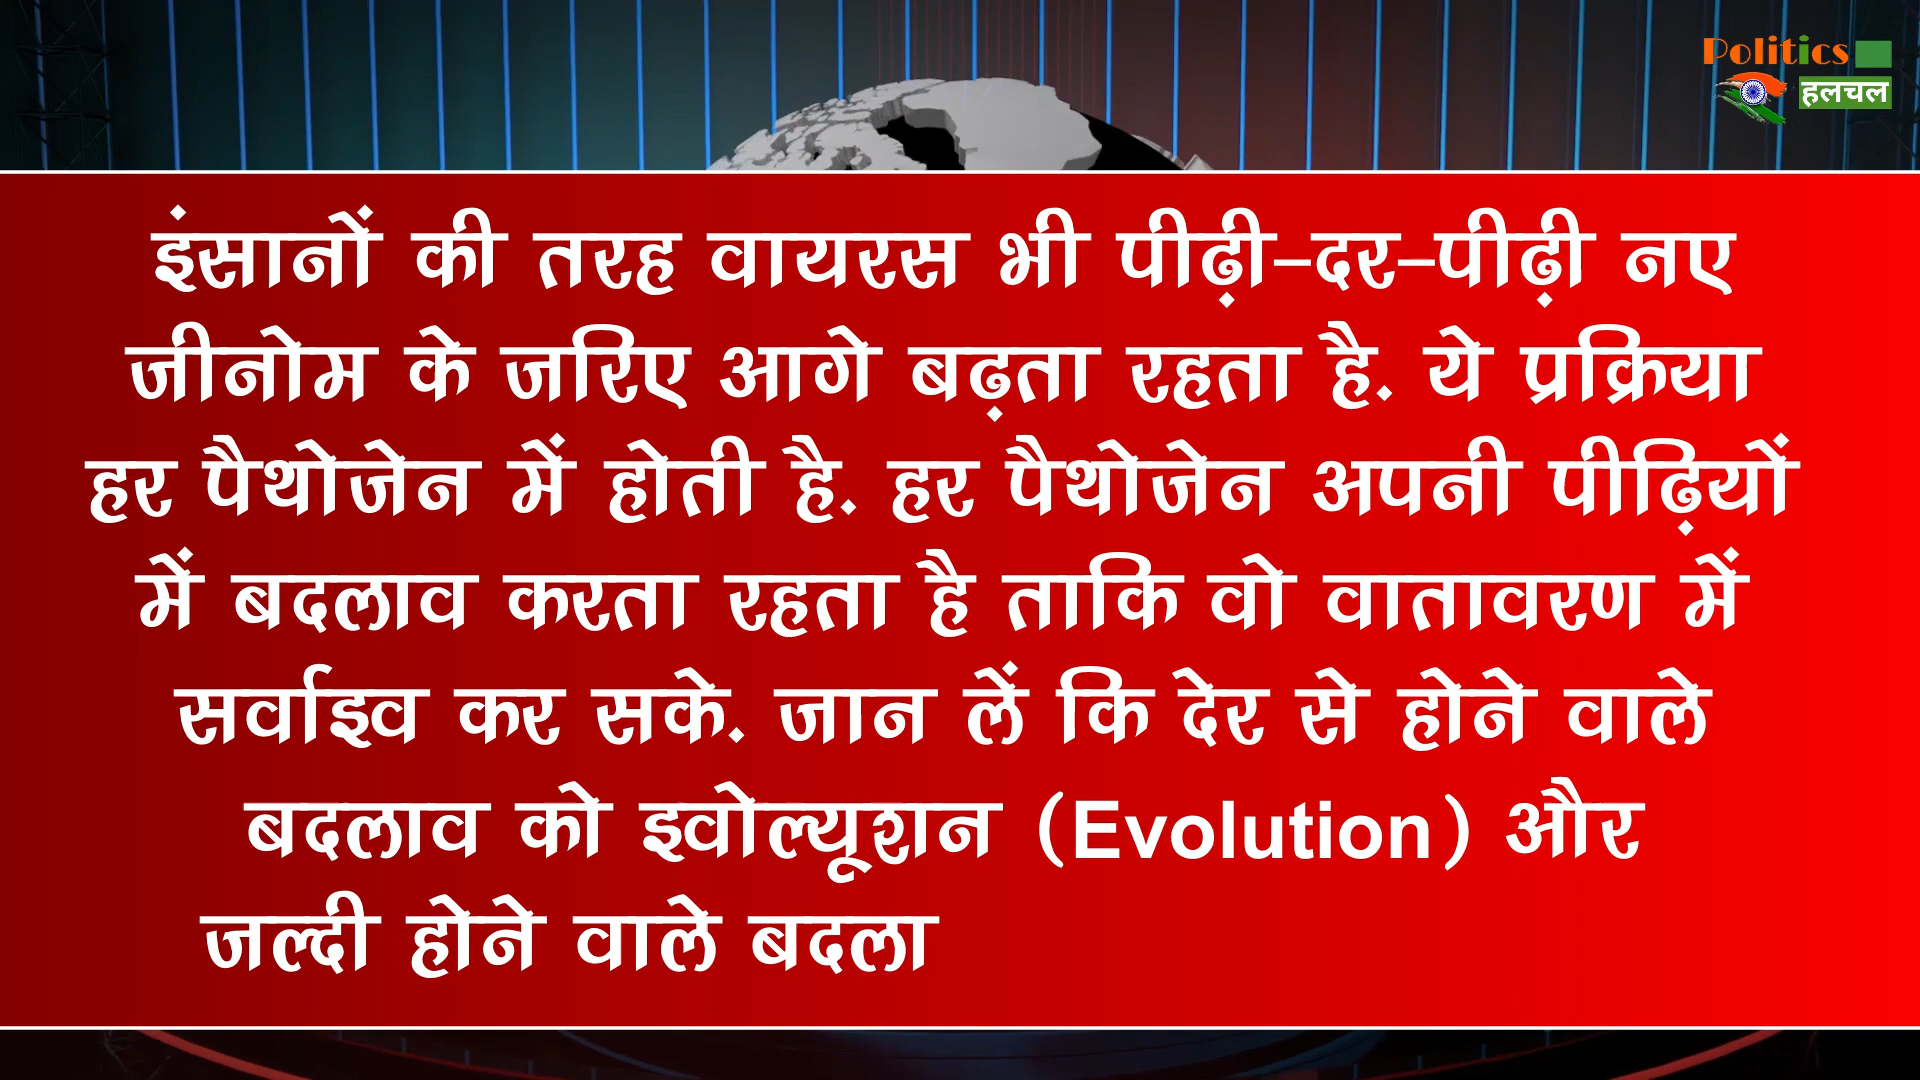 Politics
हलचल
इंसानों की तरह वायरस भी पीढ़ी-दर-पीढ़ी नए
जीनोम के जरिए आगे बढ़ता रहता है. ये प्रक्रिया
हर पैथोजेन में होती है. हर पैथोजेन अपनी पीढ़ियों
में बदलाव करता रहता है ताकि वो वातावरण में
सर्वाइव कर सके. जान लें कि देर से होने वाले
बदलाव को इवोल्यूशन (Evolution) और
जल्दी होने वाले बदला